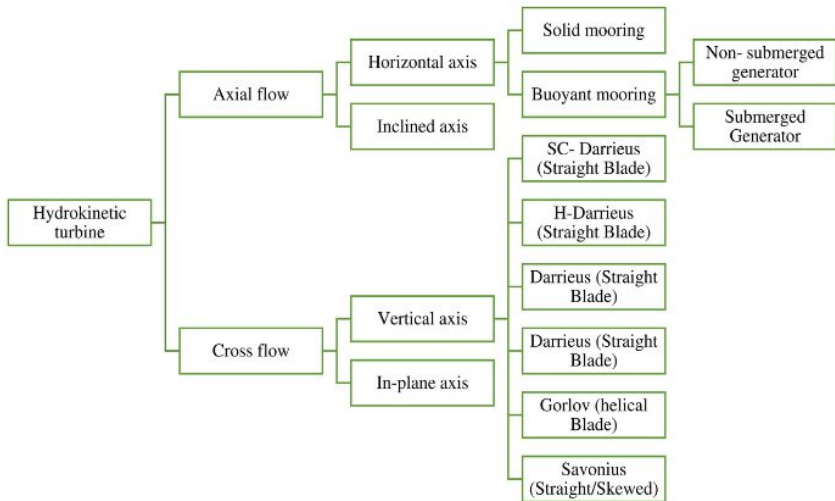 Hydrokinetic
turbine
Axial flow
Cross flow
Horizontal axis
Inclined axis
Vertical axis
In-plane axis
Solid mooring
Buoyant mooring
SC- Darrieus
(Straight Blade)
H-Darrieus
(Straight Blade)
Darrieus (Straight
Blade)
Darrieus (Straight
Blade)
Gorlov (helical
Blade)
Savonius
(Straight/Skewed)
Non- submerged
generator
Submerged
Generator